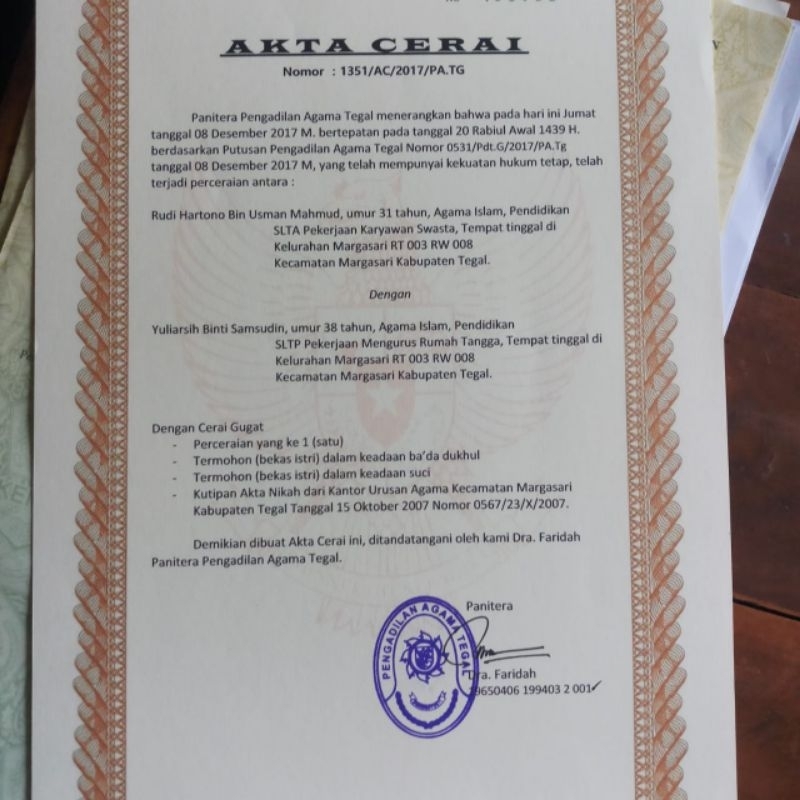 AKTA CERAI
Nomor : 1351/AC/2017/PA.TG
Panitera Pengadilan Agama Tegal menerangkan bahwa pada hari ini Jumat
tanggal 08 Desember 2017 M. bertepatan pada tanggal 20 Rabiul Awal 1439 H.
berdasarkan Putusan Pengadilan Agama Tegal Nomor 0531/Pdt.G/2017/PA.Tg
tanggal 08 Desember 2017 M, yang telah mempunyai kekuatan hukum tetap, telah
terjadi perceraian antara :
Rudi Hartono Bin Usman Mahmud, umur 31 tahun, Agama Islam, Pendidikan
SLTA Pekerjaan Karyawan Swasta, Tempat tinggal di
Kelurahan Margasari RT 003 RW 008
Kecamatan Margasari Kabupaten Tegal.
Dengan
Yuliarsih Binti Samsudin, umur 38 tahun, Agama Islam, Pendidikan
SLTP Pekerjaan Mengurus Rumah Tangga, Tempat tinggal di
Kelurahan Margasari RT 003 RW 008
Kecamatan Margasari Kabupaten Tegal.
Dengan Cerai Gugat
- Perceraian yang ke 1 (satu)
- Termohon (bekas istri) dalam keadaan ba'da dukhul
- Termohon (bekas istri) dalam keadaan suci
- Kutipan Akta Nikah dari Kantor Urusan Agama Kecamatan Margasari
Kabupaten Tegal Tanggal 15 Oktober 2007 Nomor 0567/23/X/2007.
Demikian dibuat Akta Cerai ini, ditandatangani oleh kami Dra. Faridah
Panitera Pengadilan Agama Tegal.
Panitera
PENGADILAN AGAMA TEGAL
Dra. Faridah
19650406 199403 2 001